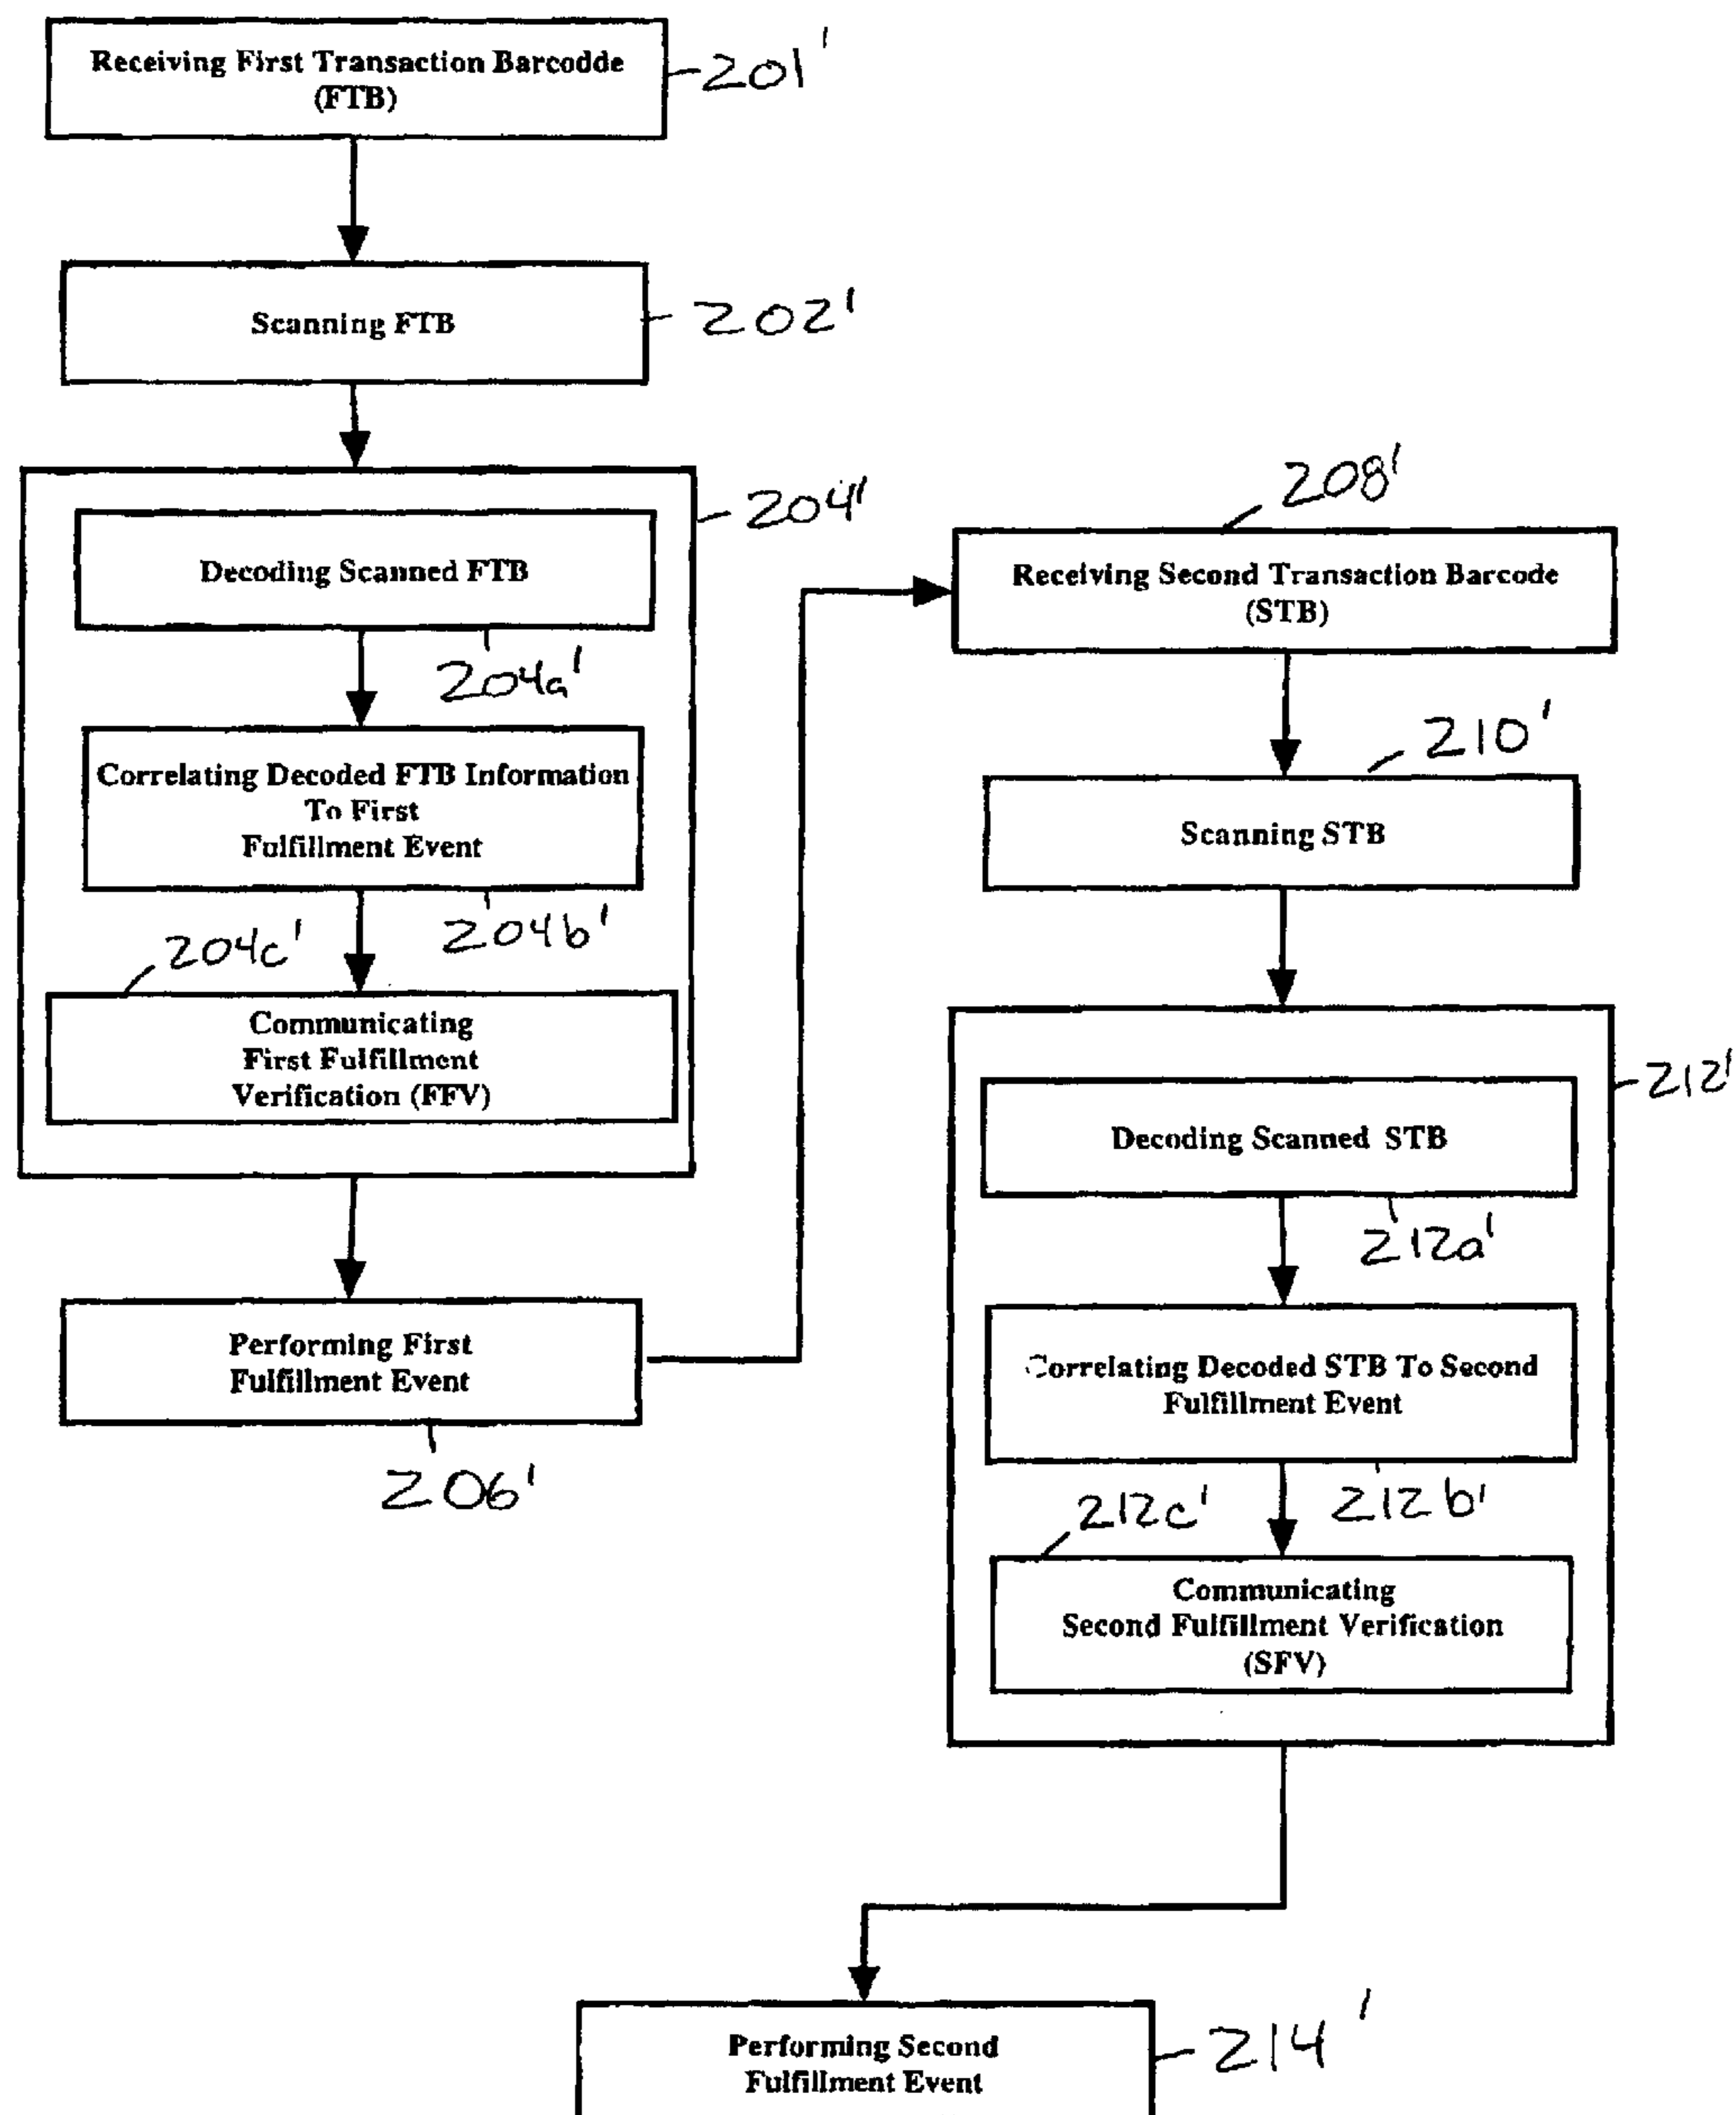 Receiving First Transaction Barcodde
(FTB)
201'
Scanning FTB
202'
204'
Decoding Scanned FTB
204a'
Correlating Decoded FTB Information
To First
Fulfillment Event
204b'
204c'
Communicating
First Fulfillment
Verification (FFV)
Performing First
Fulfillment Event
206'
208'
Receiving Second Transaction Barcode
(STB)
210'
Scanning STB
212'
Decoding Scanned STB
212a'
Correlating Decoded STB To Second
Fulfillment Event
212b'
212c'
Communicating
Second Fulfillment Verification
(SFV)
Performing Second
Fulfillment Event
214'